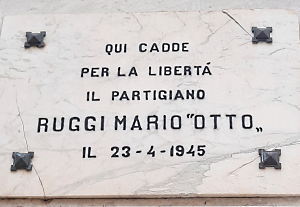 QUI CADDE
PER LA LIBERTÁ
IL PARTIGIANO
RUGGI MARIO "OTTO„
IL 23-4-1945